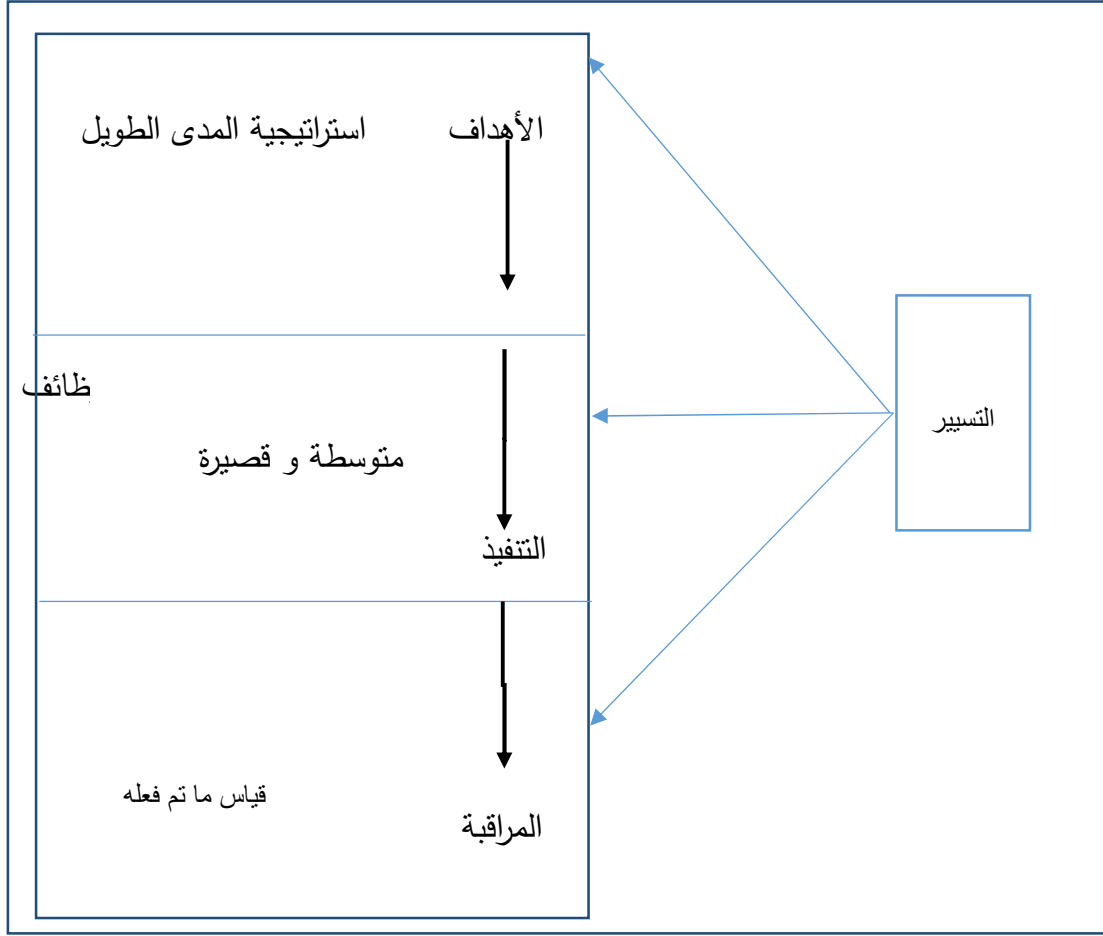 الأهداف استراتيجية المدى الطويل
ظائف
التسيير
متوسطة و قصيرة
التنفيذ
قياس ما تم فعله
المراقبة